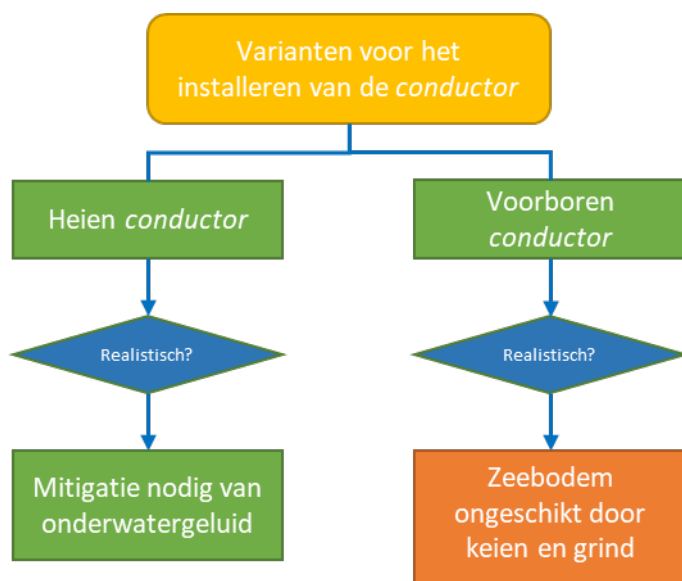 Varianten voor het
installeren van de conductor
Heien conductor
Voorboren
conductor
Realistisch?
Realistisch?
Mitigatie nodig van
onderwatergeluid
Zeebodem
ongeschikt door
keien en grind